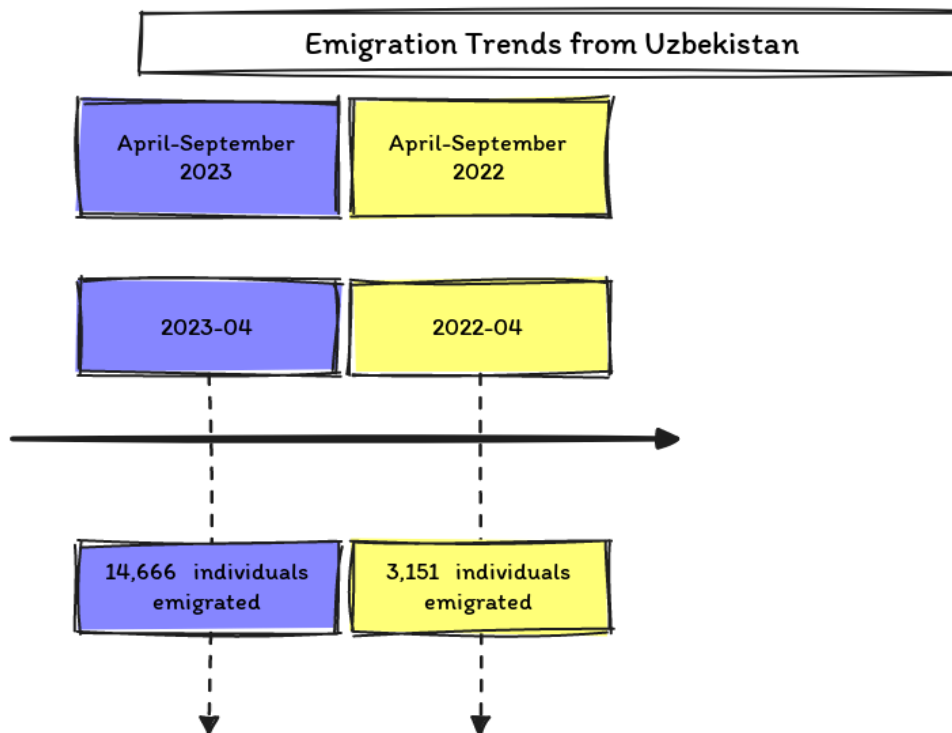 Emigration Trends from Uzbekistan
April-September
2023
April-September
2022
2023-04
2022-04
14,666 individuals
emigrated
3,151 individuals
emigrated